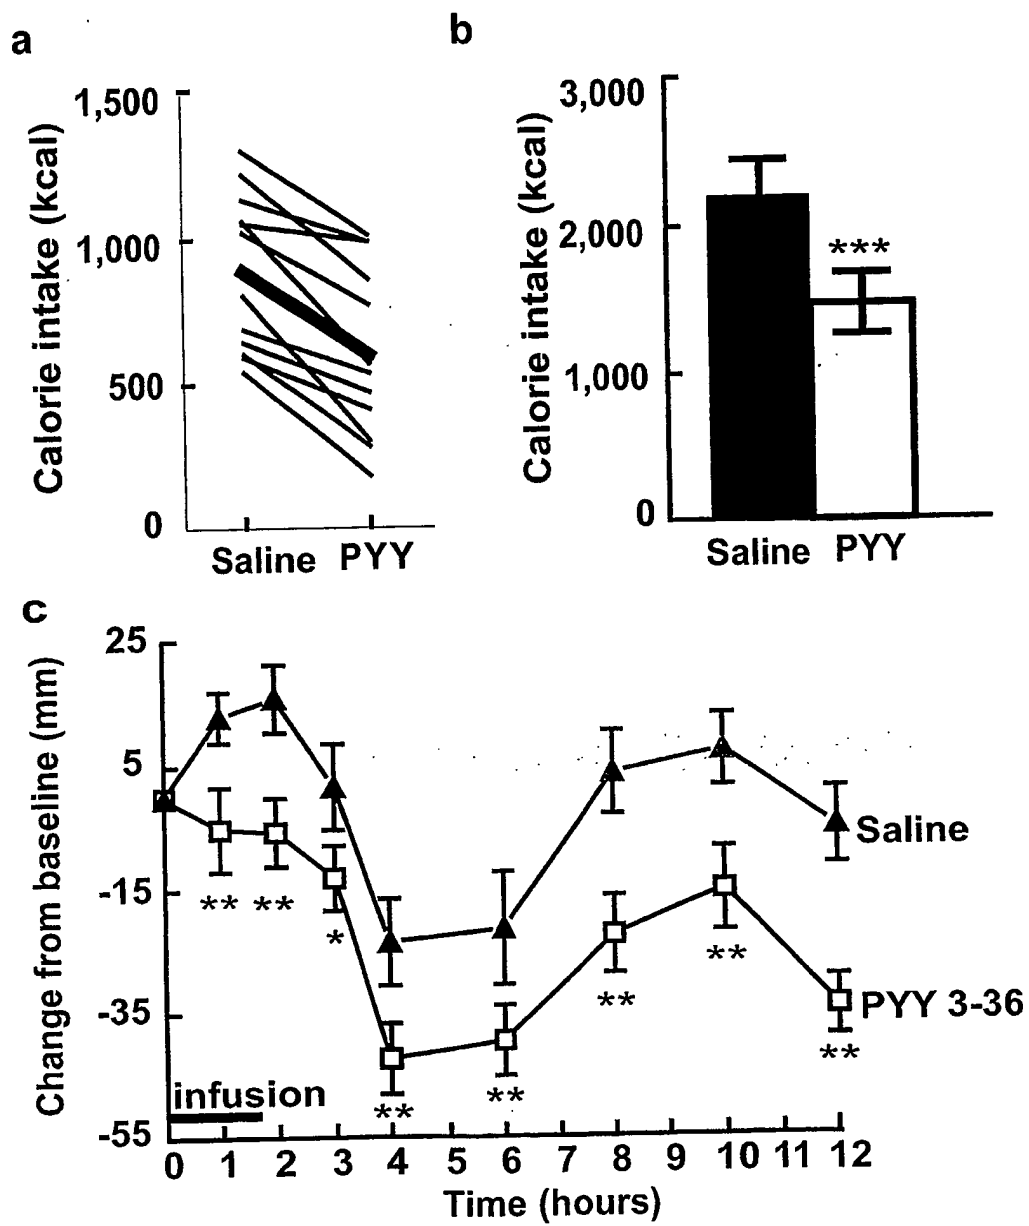 a
Calorie intake (kcal)
1,500
1,000
500
0
Saline PYY
b
Calorie intake (kcal)
3,000
2,000
1,000
0
***
Saline PYY
c
Change from baseline (mm)
25
5
-15
-35
-55
** ** * ** ** ** ** **
Saline
PYY 3-36
infusion
0 1 2 3 4 5 6 7 8 9 10 11 12
Time (hours)